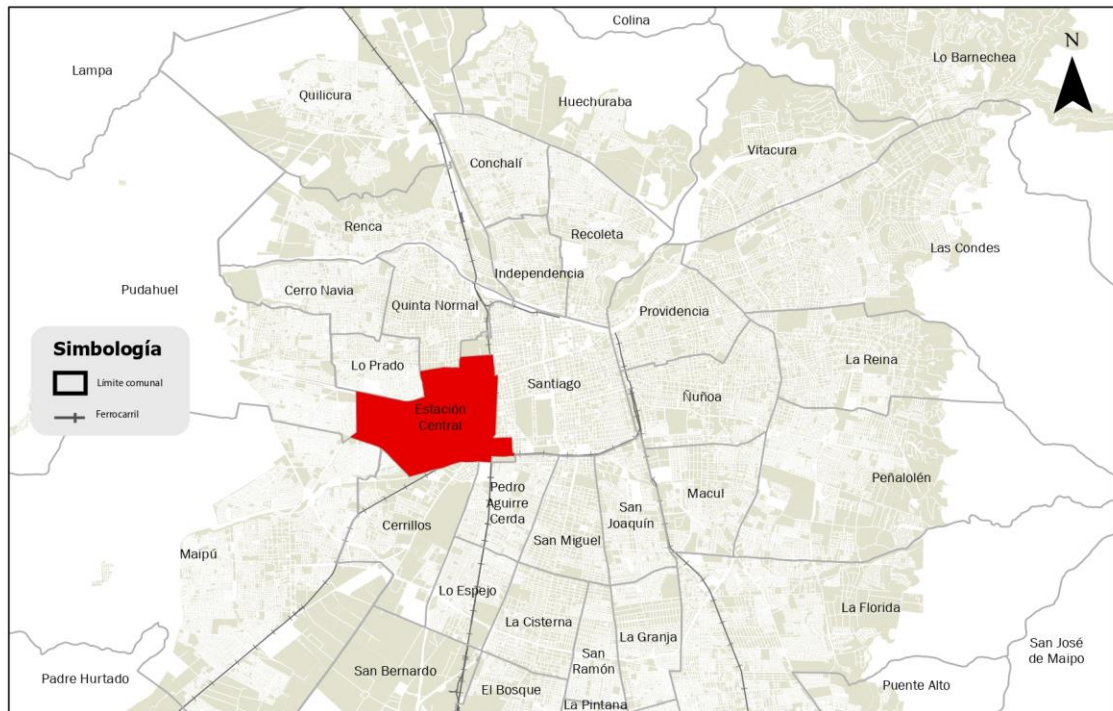 Colina
N
Lo Barnechea
Lampa
Quilicura
Huechuraba
Vitacura
Conchalí
Renca
Recoleta
Las Condes
Independencia
Pudahuel
Cerro Navia
Quinta Normal
Providencia
Simbología
Límite comunal
Ferrocarril
Lo Prado
La Reina
Santiago
Ñuñoa
Estación
Central
Peñalolén
Pedro
Aguirre
Cerda
Macul
San
Joaquín
Cerrillos
San Miguel
Maipú
Lo Espejo
La Cisterna
La Florida
La Granja
San José
de Maipo
San
Ramón
San Bernardo
Padre Hurtado
El Bosque
Puente Alto
La Pintana